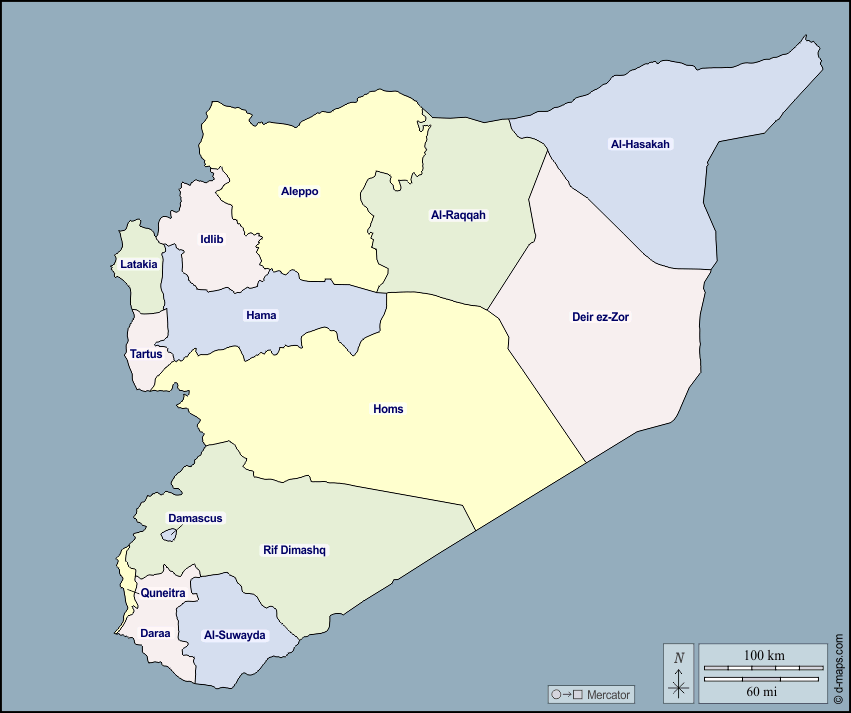 Al-Hasakah
Aleppo
Al-Raqqah
Idlib
Latakia
Hama
Deir ez-Zor
Tartus
Homs
Damascus
Rif Dimashq
Quneitra
Daraa
Al-Suwayda
N
100 km
60 mi
Mercator
© d-maps.com